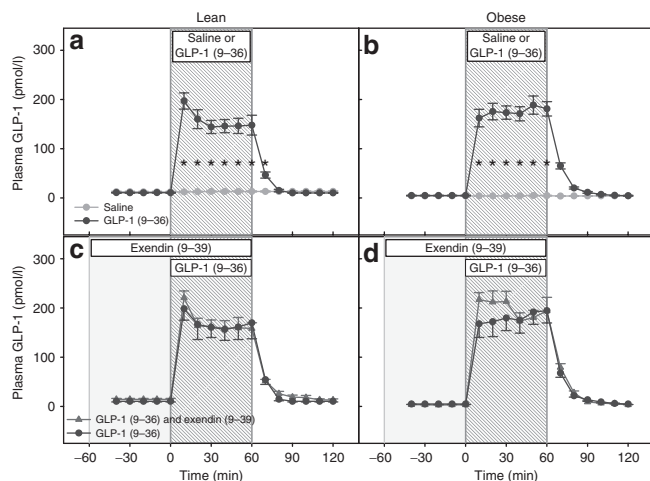 Lean
Obese
a
Saline or
GLP-1 (9–36)
b
Saline or
GLP-1 (9–36)
Plasma GLP-1 (pmol/l)
300
200
100
0
* * * * * * *
* * * * * *
Saline
GLP-1 (9–36)
Plasma GLP-1 (pmol/l)
300
200
100
0
c
Exendin (9–39)
GLP-1 (9–36)
d
Exendin (9–39)
GLP-1 (9–36)
GLP-1 (9–36) and exendin (9–39)
GLP-1 (9–36)
−60 −30 0 30 60 90 120
−60 −30 0 30 60 90 120
Time (min)
Time (min)